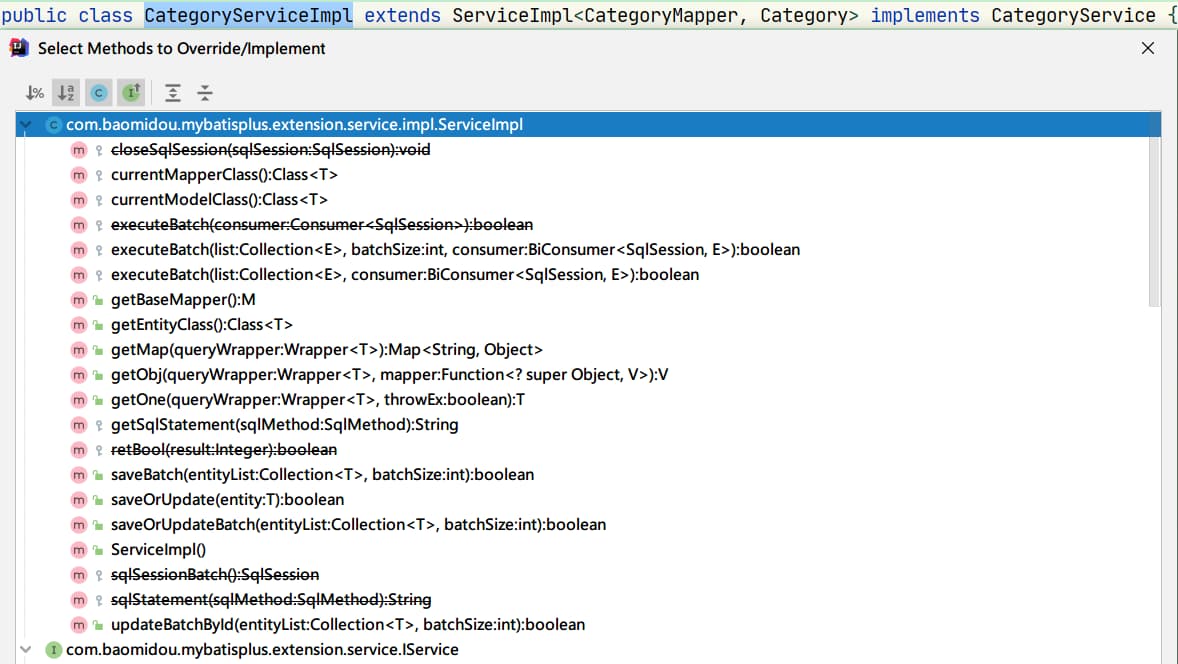 public class CategoryServiceImpl extends ServiceImpl<CategoryMapper, Category> implements CategoryService {
Select Methods to Override/Implement
com.baomidou.mybatisplus.extension.service.impl.ServiceImpl
closeSqlSession(sqlSession:SqlSession):void
currentMapperClass():Class<T>
currentModelClass():Class<T>
executeBatch(consumer:Consumer<SqlSession>):boolean
executeBatch(list:Collection<E>, batchSize:int, consumer:BiConsumer<SqlSession, E>):boolean
executeBatch(list:Collection<E>, consumer:BiConsumer<SqlSession, E>):boolean
getBaseMapper():M
getEntityClass():Class<T>
getMap(queryWrapper:Wrapper<T>):Map<String, Object>
getObj(queryWrapper:Wrapper<T>, mapper:Function<? super Object, V>):V
getOne(queryWrapper:Wrapper<T>, throwEx:boolean):T
getSqlStatement(sqlMethod:SqlMethod):String
retBool(result:Integer):boolean
saveBatch(entityList:Collection<T>, batchSize:int):boolean
saveOrUpdate(entity:T):boolean
saveOrUpdateBatch(entityList:Collection<T>, batchSize:int):boolean
ServiceImpl()
sqlSessionBatch():SqlSession
sqlStatement(sqlMethod:SqlMethod):String
updateBatchById(entityList:Collection<T>, batchSize:int):boolean
com.baomidou.mybatisplus.extension.service.IService